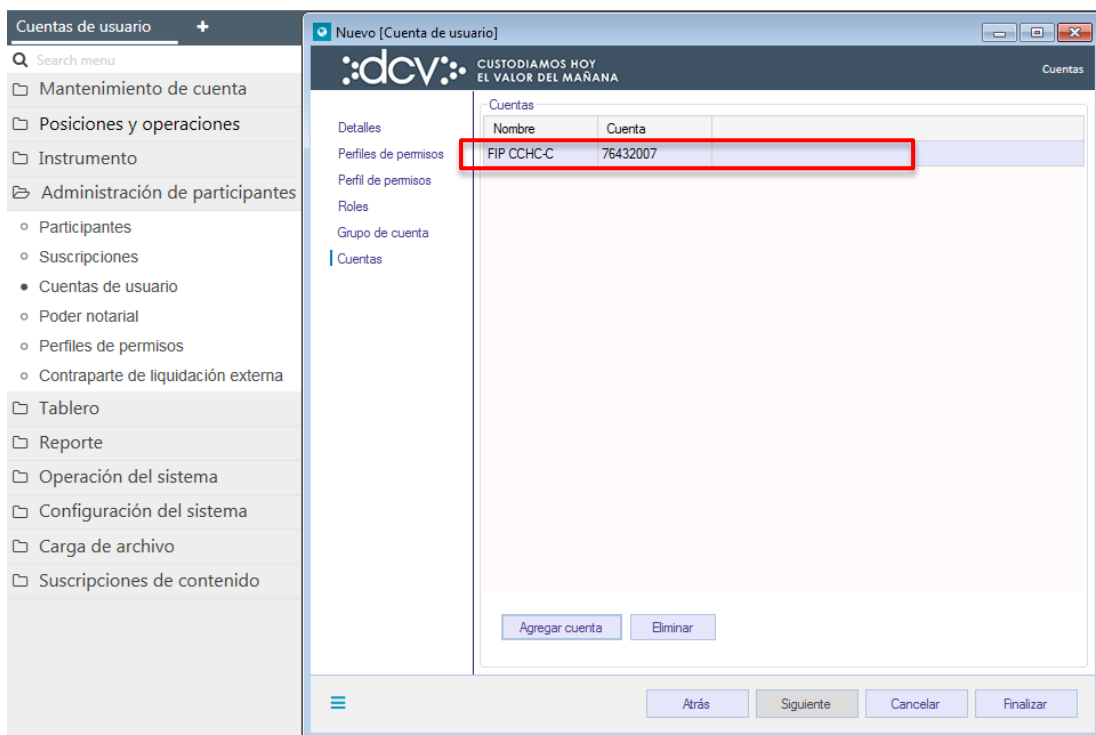 Cuentas de usuario +
Search menu
Mantenimiento de cuenta
Posiciones y operaciones
Instrumento
Administración de participantes
Participantes
Suscripciones
Cuentas de usuario
Poder notarial
Perfiles de permisos
Contraparte de liquidación externa
Tablero
Reporte
Operación del sistema
Configuración del sistema
Carga de archivo
Suscripciones de contenido
Nuevo [Cuenta de usuario]
dcv CUSTODIAMOS HOY
EL VALOR DEL MAÑANA
Cuentas
Detalles
Perfiles de permisos
Perfil de permisos
Roles
Grupo de cuenta
Cuentas
Cuentas
Nombre Cuenta
FIP CCHC-C 76432007
Agregar cuenta Eliminar
Atrás Siguiente Cancelar Finalizar